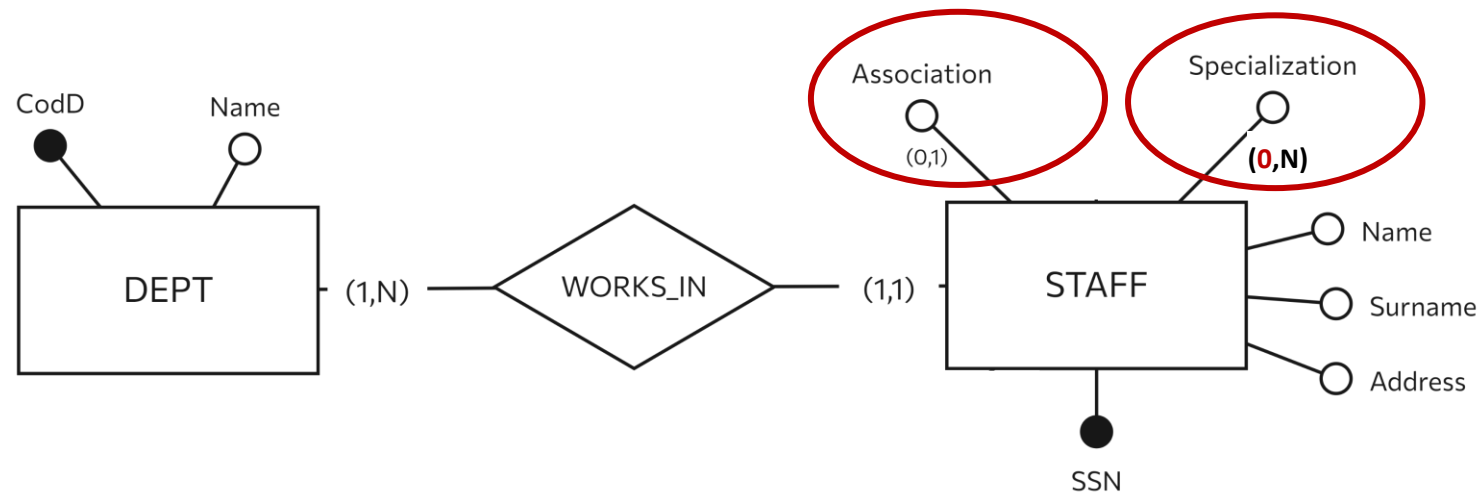 Association
Specialization
CodD
Name
(0,1)
(0,N)
Name
DEPT
(1,N)
WORKS_IN
(1,1)
STAFF
Surname
Address
SSN